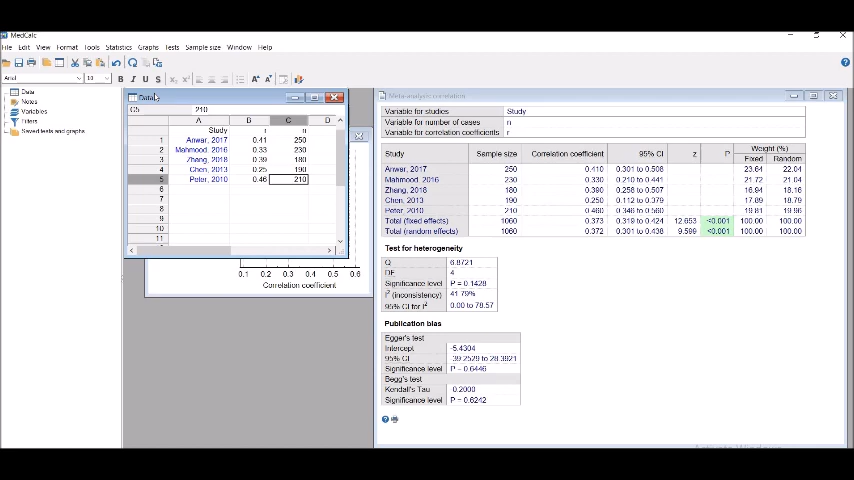 MedCalc
File Edit View Format Tools Statistics Graphs Tests Sample size Window Help
Arial 10 B I U S
Data
Notes
Variables
Filters
Saved tests and graphs
Data
C5 210
A B C D
Study r n
1 Anwar, 2017 0.41 250
2 Mahmood, 2016 0.33 230
3 Zhang, 2018 0.39 180
4 Chen, 2013 0.25 190
5 Peter, 2010 0.46 210
6
7
8
9
10
11
0.1 0.2 0.3 0.4 0.5 0.6
Correlation coefficient
Meta-analysis: correlation
Variable for studies Study
Variable for number of cases n
Variable for correlation coefficients r
Study Sample size Correlation coefficient 95% CI z P Weight (%)
Fixed Random
Anwar, 2017 250 0.410 0.301 to 0.508 23.64 22.04
Mahmood, 2016 230 0.330 0.210 to 0.441 21.72 21.04
Zhang, 2018 180 0.390 0.258 to 0.507 16.94 18.16
Chen, 2013 190 0.250 0.112 to 0.379 17.89 18.79
Peter, 2010 210 0.460 0.346 to 0.560 19.81 19.96
Total (fixed effects) 1060 0.373 0.319 to 0.424 12.653 <0.001 100.00 100.00
Total (random effects) 1060 0.372 0.301 to 0.438 9.599 <0.001 100.00 100.00
Test for heterogeneity
Q 6.8721
DF 4
Significance level P = 0.1428
I² (inconsistency) 41.79%
95% CI for I² 0.00 to 78.57
Publication bias
Egger's test
Intercept -5.4304
95% CI -39.2529 to 28.3921
Significance level P = 0.6446
Begg's test
Kendall's Tau -0.2000
Significance level P = 0.6242